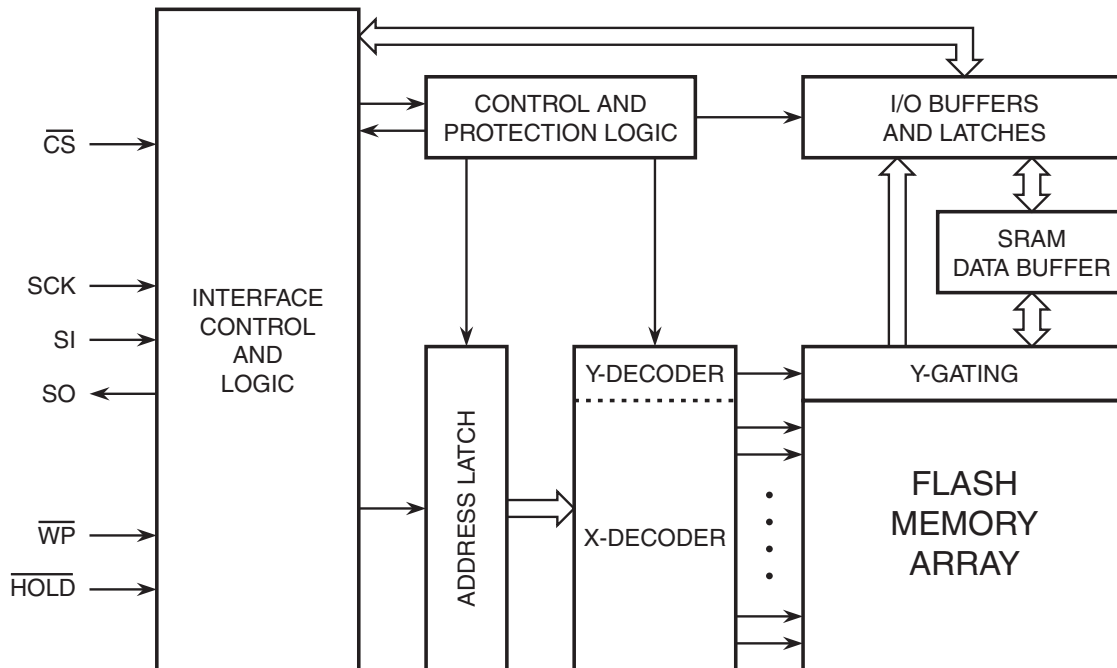 CS
SCK
SI
SO
WP
HOLD
INTERFACE
CONTROL
AND
LOGIC
CONTROL AND
PROTECTION LOGIC
I/O BUFFERS
AND LATCHES
SRAM
DATA BUFFER
ADDRESS LATCH
Y-DECODER
X-DECODER
Y-GATING
FLASH
MEMORY
ARRAY